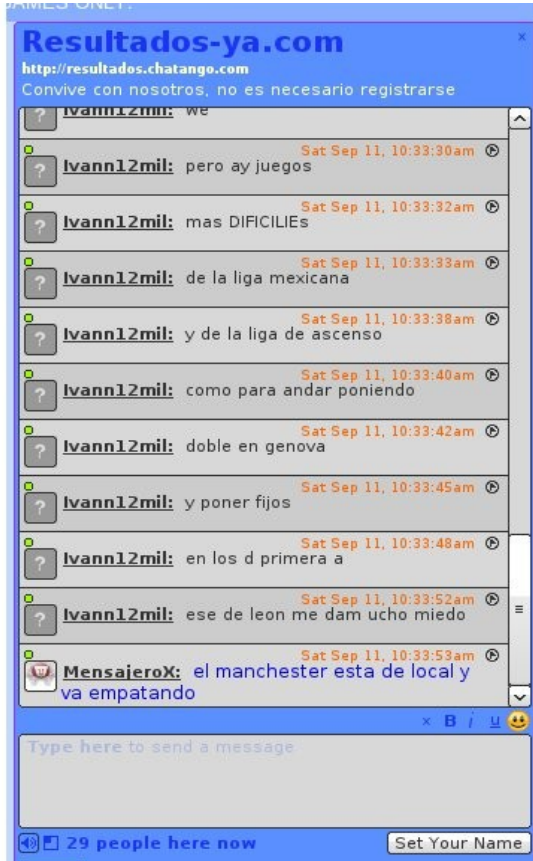 GAMES ONLY!
Resultados-ya.com
×
http://resultados.chatango.com
Convive con nosotros, no es necesario registrarse
Ivann12mil: we
Sat Sep 11, 10:33:30am
Ivann12mil: pero ay juegos
Sat Sep 11, 10:33:32am
Ivann12mil: mas DIFICILIEs
Sat Sep 11, 10:33:33am
Ivann12mil: de la liga mexicana
Sat Sep 11, 10:33:38am
Ivann12mil: y de la liga de ascenso
Sat Sep 11, 10:33:40am
Ivann12mil: como para andar poniendo
Sat Sep 11, 10:33:42am
Ivann12mil: doble en genova
Sat Sep 11, 10:33:45am
Ivann12mil: y poner fijos
Sat Sep 11, 10:33:48am
Ivann12mil: en los d primera a
Sat Sep 11, 10:33:52am
Ivann12mil: ese de leon me dam ucho miedo
Sat Sep 11, 10:33:53am
MensajeroX: el manchester esta de local y
va empatando
× B i u
Type here to send a message
29 people here now
Set Your Name